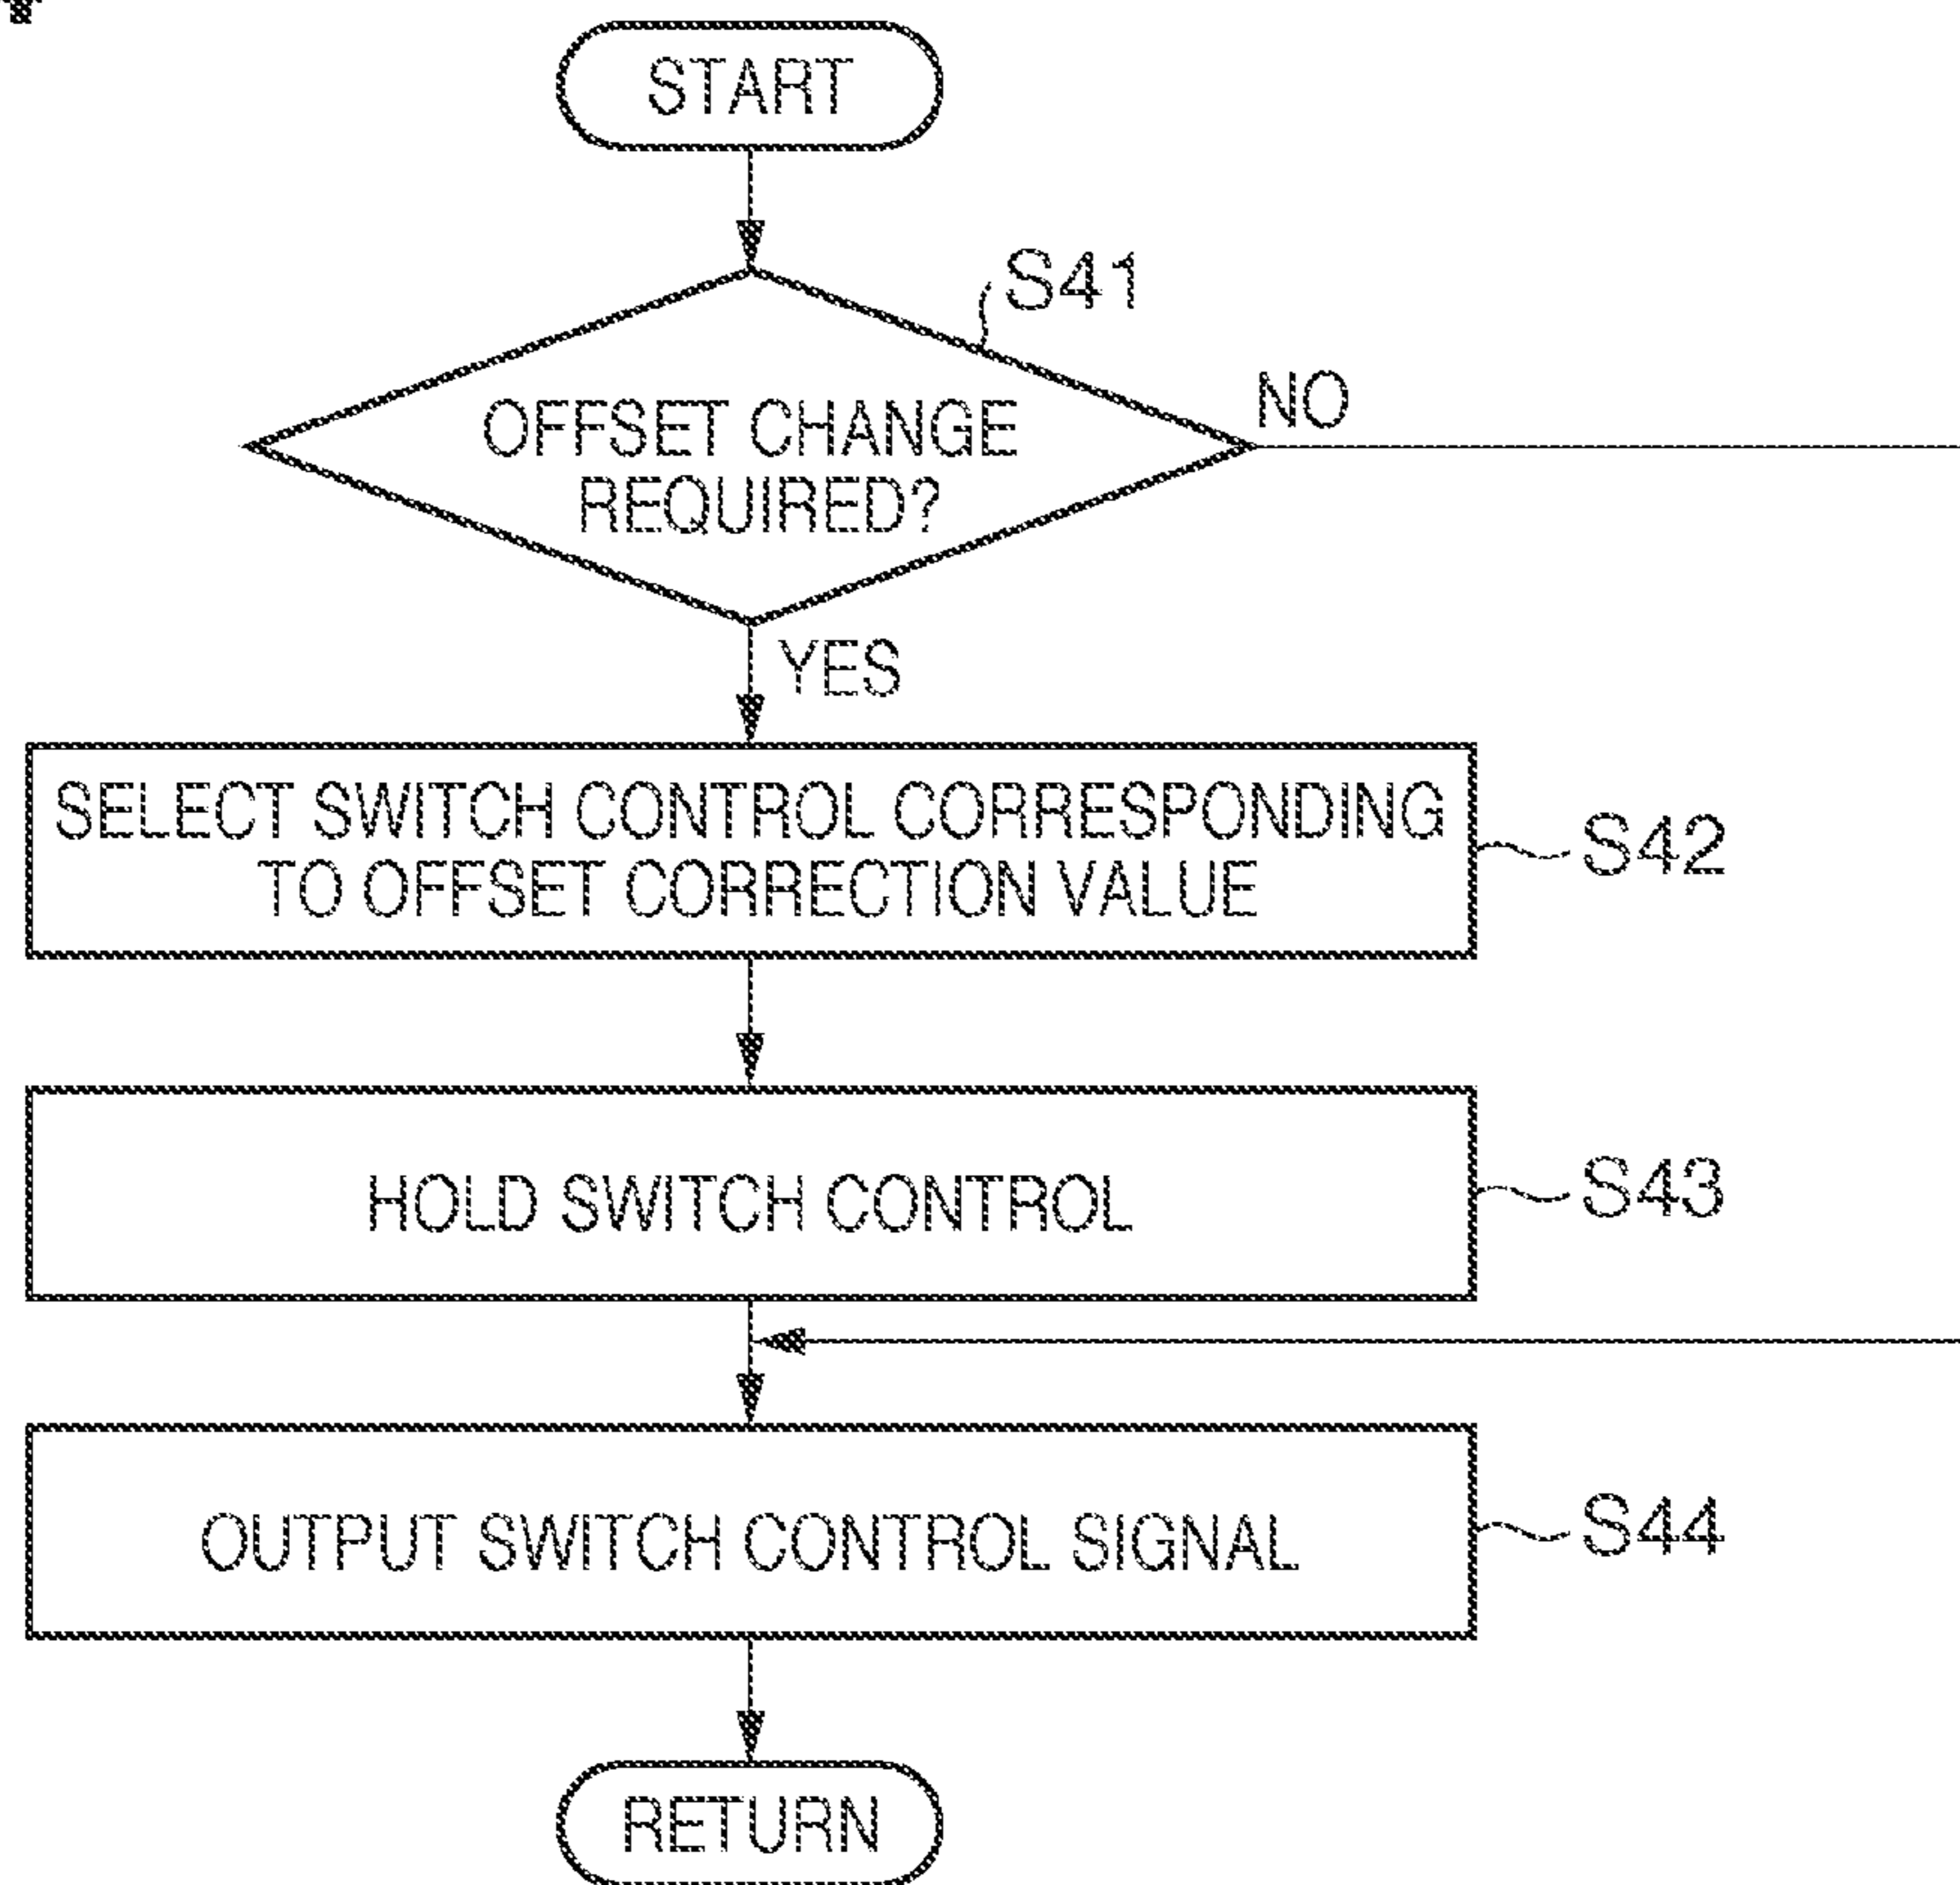 START
S41
OFFSET CHANGE
REQUIRED?
NO
YES
SELECT SWITCH CONTROL CORRESPONDING
TO OFFSET CORRECTION VALUE
S42
HOLD SWITCH CONTROL
S43
OUTPUT SWITCH CONTROL SIGNAL
S44
RETURN